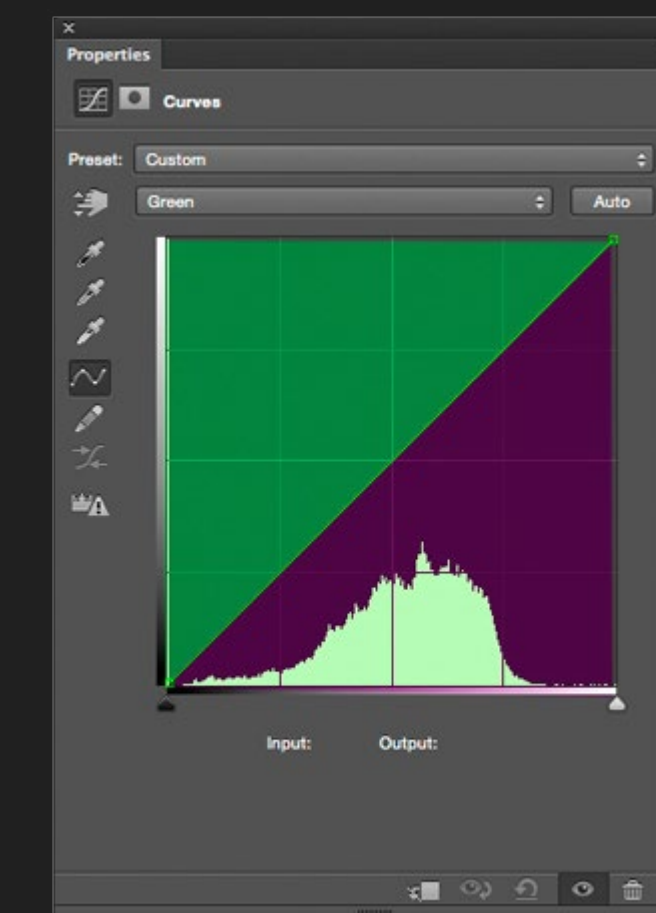 Properties
Curves
Preset: Custom
Green Auto
Input: Output: